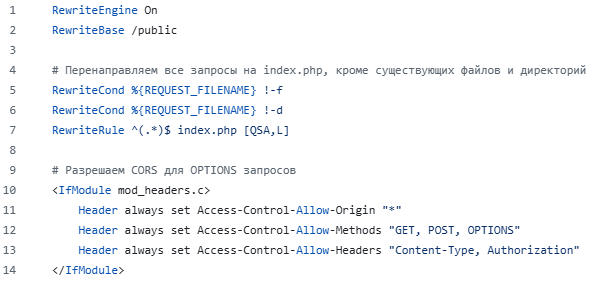 1 RewriteEngine On
2 RewriteBase /public
3
4 # Перенаправляем все запросы на index.php, кроме существующих файлов и директорий
5 RewriteCond %{REQUEST_FILENAME} !-f
6 RewriteCond %{REQUEST_FILENAME} !-d
7 RewriteRule ^(.*)$ index.php [QSA,L]
8
9 # Разрешаем CORS для OPTIONS запросов
10 <IfModule mod_headers.c>
11     Header always set Access-Control-Allow-Origin "*"
12     Header always set Access-Control-Allow-Methods "GET, POST, OPTIONS"
13     Header always set Access-Control-Allow-Headers "Content-Type, Authorization"
14 </IfModule>